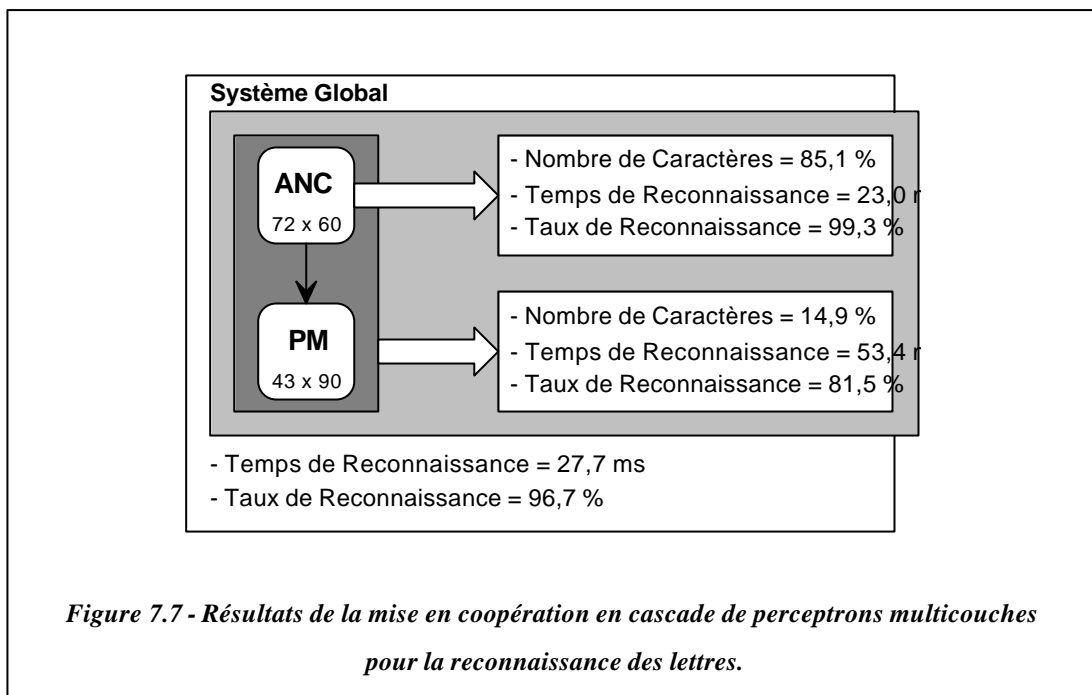 Système Global
ANC
72 x 60
- Nombre de Caractères = 85,1 %
- Temps de Reconnaissance = 23,0
- Taux de Reconnaissance = 99,3 %
PM
43 x 90
- Nombre de Caractères = 14,9 %
- Temps de Reconnaissance = 53,4
- Taux de Reconnaissance = 81,5 %
- Temps de Reconnaissance = 27,7 ms
- Taux de Reconnaissance = 96,7 %
Figure 7.7 - Résultats de la mise en coopération en cascade de perceptrons multicouches
pour la reconnaissance des lettres.